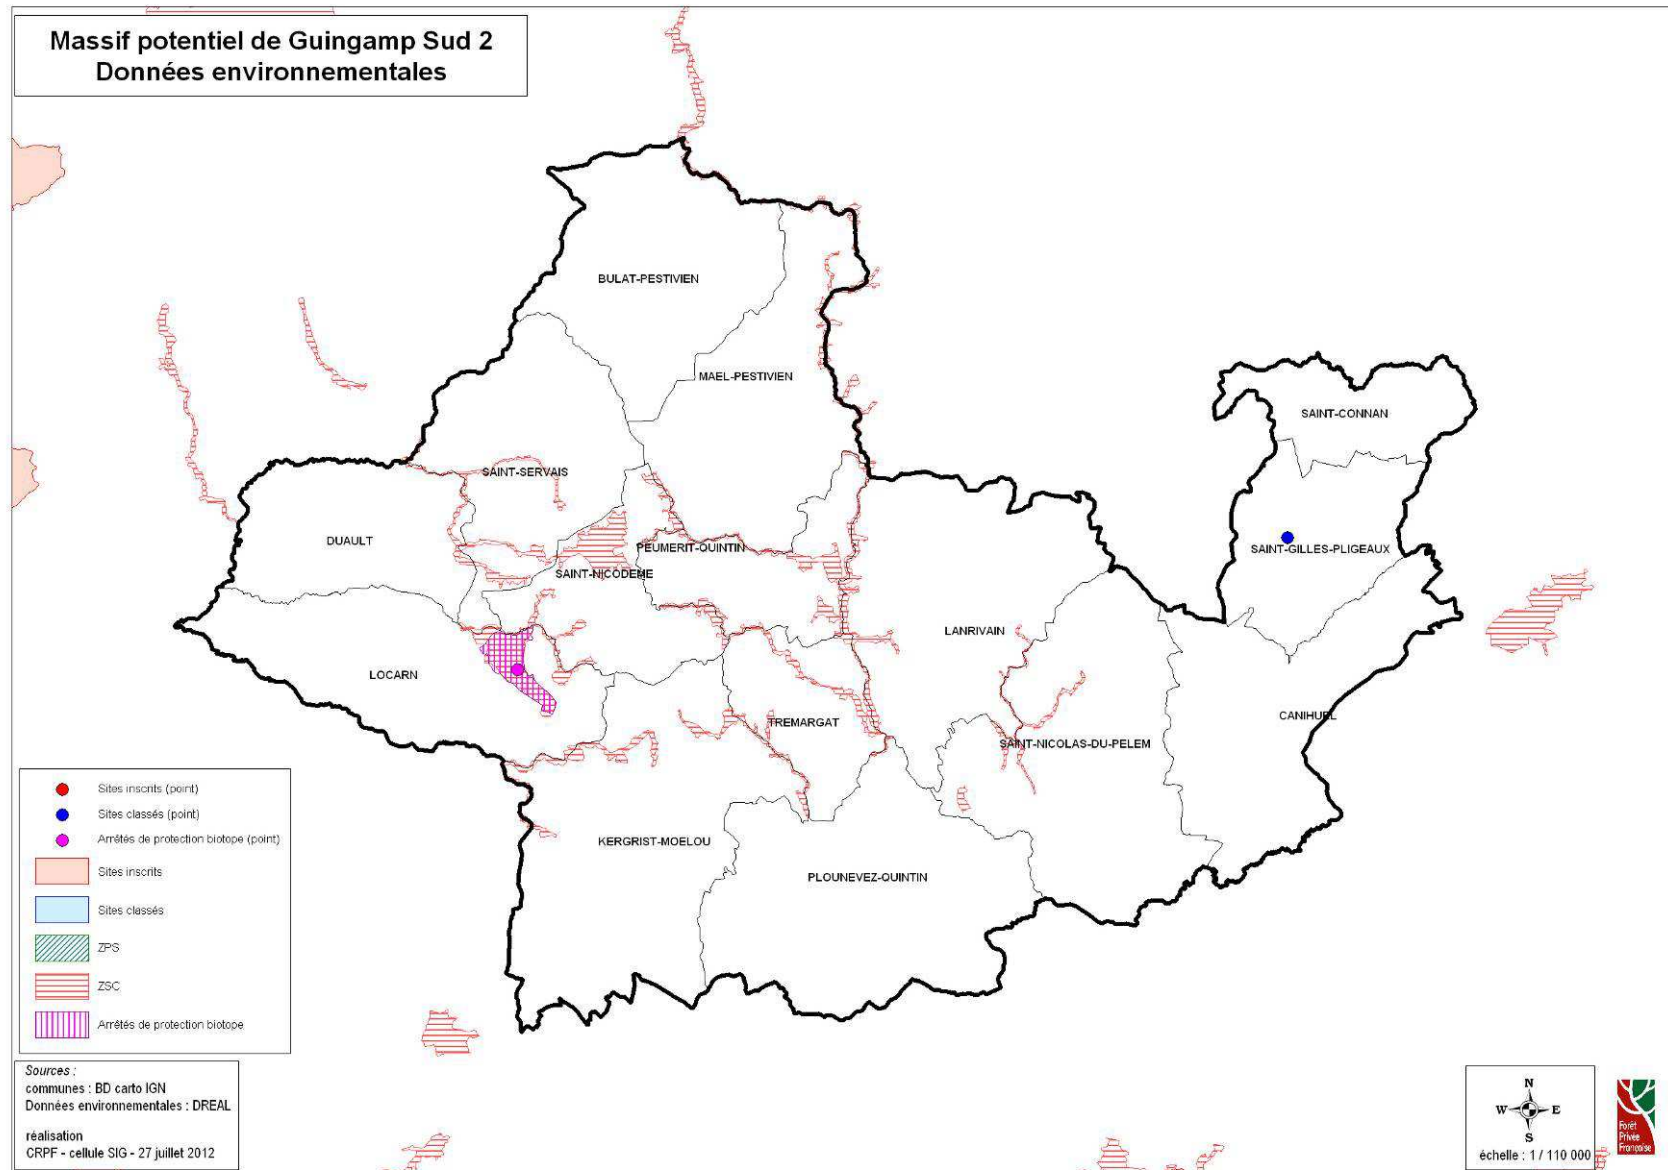 Massif potentiel de Guingamp Sud 2
Données environnementales
BULAT-PESTIVIEN
MAEL-PESTIVIEN
SAINT-CONNAN
SAINT-SERVAIS
DUAULT
PEUMERIT-QUINTIN
SAINT-GILLES-PLIGEAUX
SAINT-NICODEME
LANRIVAIN
LOCARN
TREMARGAT
CANIHUEL
SAINT-NICOLAS-DU-PELEM
KERGRIST-MOELOU
PLOUNEVEZ-QUINTIN
Sites inscrits (point)
Sites classés (point)
Arrêtés de protection biotope (point)
Sites inscrits
Sites classés
ZPS
ZSC
Arrêtés de protection biotope
Sources :
communes : BD carto IGN
Données environnementales : DREAL
réalisation
CRPF - cellule SIG - 27 juillet 2012
N
W E
S
échelle : 1 / 110 000
Forêt
Privée
Française